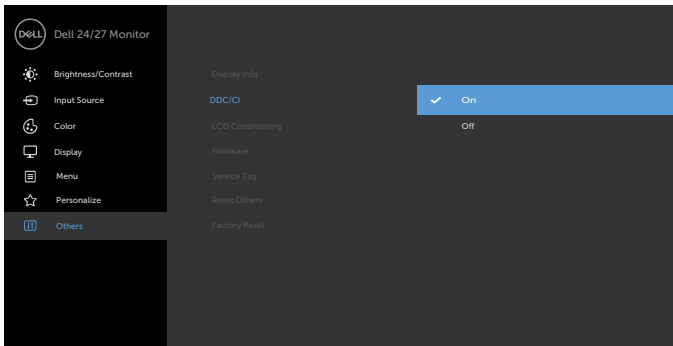 DELL Dell 24/27 Monitor
Brightness/Contrast
Input Source
Color
Display
Menu
Personalize
Others
Display Info
DDC/CI
LCD Conditioning
Firmware
Service Tag
Reset Others
Factory Reset
On
Off